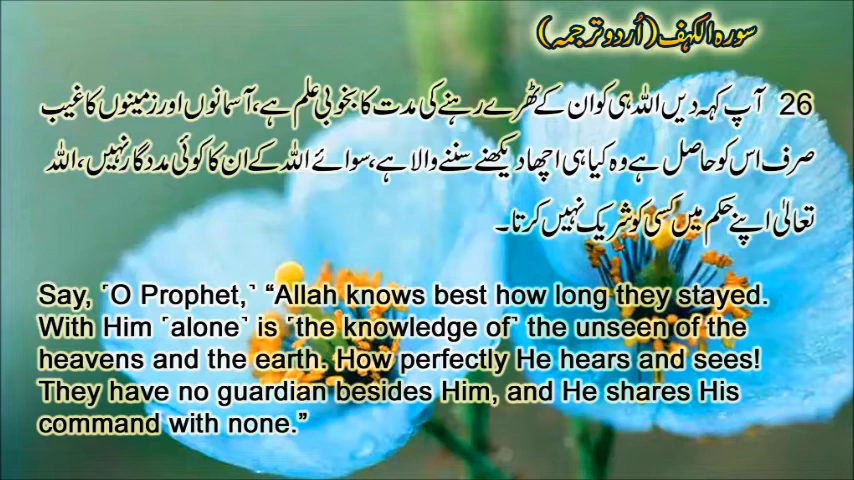 سورہ الکہف (اُردو ترجمہ)
26 آپ کہہ دیں اللہ ہی کو ان کے ٹھرے رہنے کی مدت کا بخوبی علم ہے، آسمانوں اور زمینوں کا غیب
صرف اس کو حاصل ہے وہ کیا ہی اچھا دیکھنے سننے والا ہے، سوائے اللہ کے ان کا کوئی مددگار نہیں، اللہ
تعالیٰ اپنے حکم میں کسی کو شریک نہیں کرتا۔
Say, ˹O Prophet,˺ “Allah knows best how long they stayed.
With Him ˹alone˺ is ˹the knowledge of˺ the unseen of the
heavens and the earth. How perfectly He hears and sees!
They have no guardian besides Him, and He shares His
command with none.”